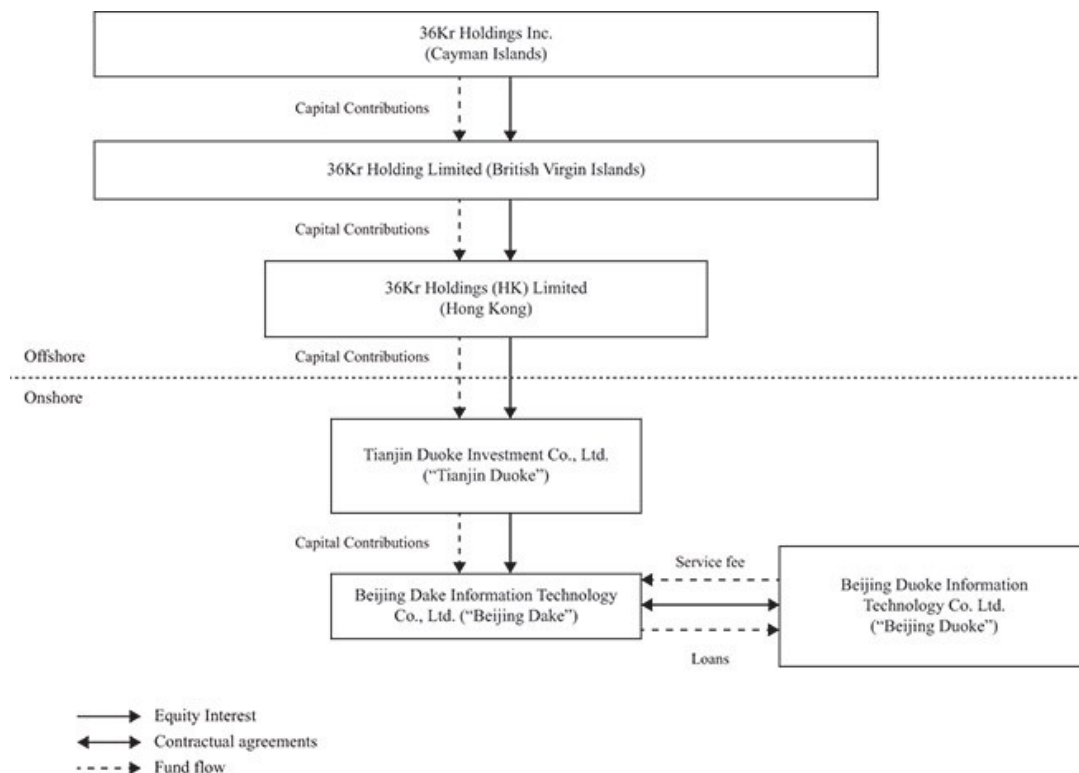 36Kr Holdings Inc.
(Cayman Islands)
Capital Contributions
36Kr Holding Limited (British Virgin Islands)
Capital Contributions
36Kr Holdings (HK) Limited
(Hong Kong)
Capital Contributions
Offshore
Onshore
Tianjin Duoke Investment Co., Ltd.
(“Tianjin Duoke”)
Capital Contributions
Service fee
Beijing Dake Information Technology
Co., Ltd. (“Beijing Dake”)
Beijing Duoke Information
Technology Co. Ltd.
(“Beijing Duoke”)
Loans
Equity Interest
Contractual agreements
Fund flow